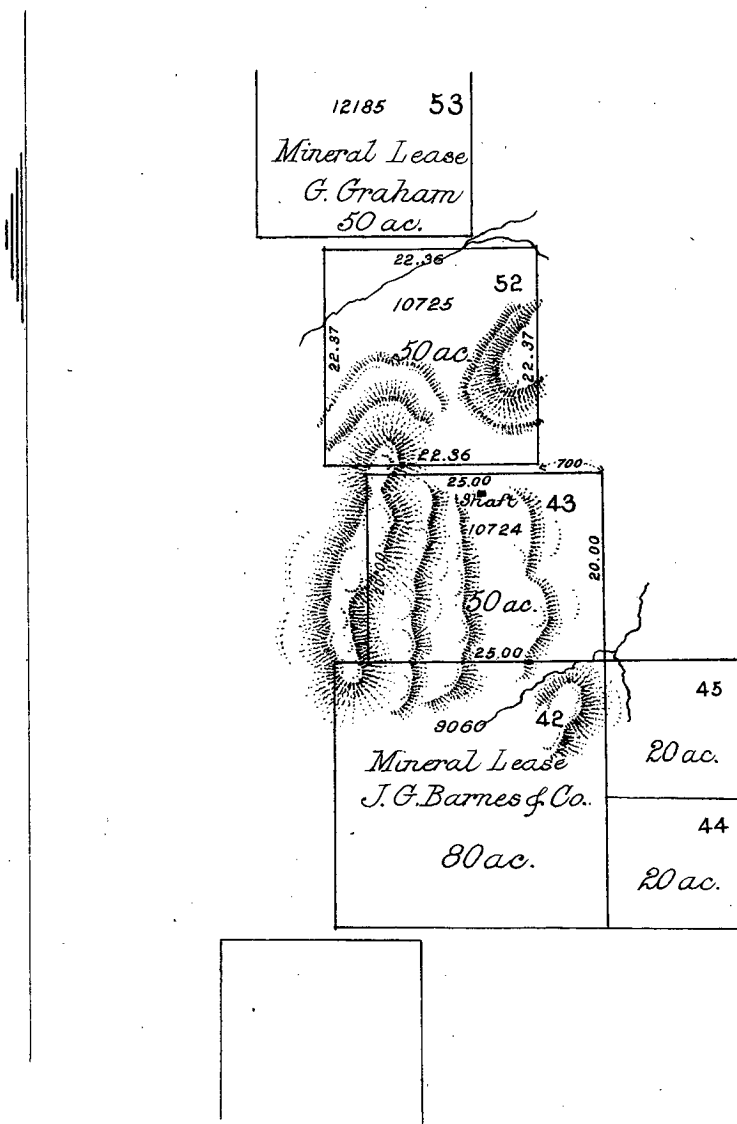 12185 53
Mineral Lease
G. Graham
50 ac.
22.36
52
10725
22.37
50 ac.
22.37
22.36
700
25.00
Shaft 43
10724
20.00
20.00
50 ac.
25.00
45
9060 42
20 ac.
Mineral Lease
J. G. Barnes & Co.
44
80 ac.
20 ac.